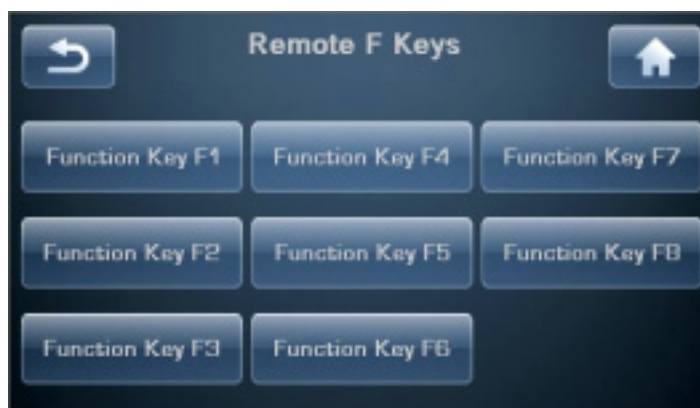 Remote F Keys
Function Key F1 Function Key F4 Function Key F7
Function Key F2 Function Key F5 Function Key F8
Function Key F3 Function Key F6